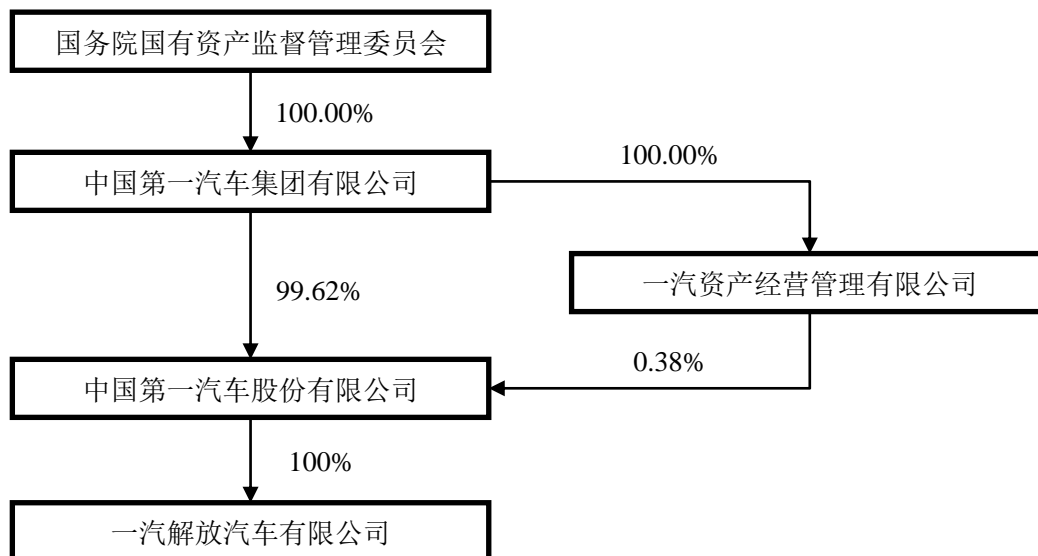 国务院国有资产监督管理委员会
100.00%
100.00%
中国第一汽车集团有限公司
一汽资产经营管理有限公司
99.62%
0.38%
中国第一汽车股份有限公司
100%
一汽解放汽车有限公司